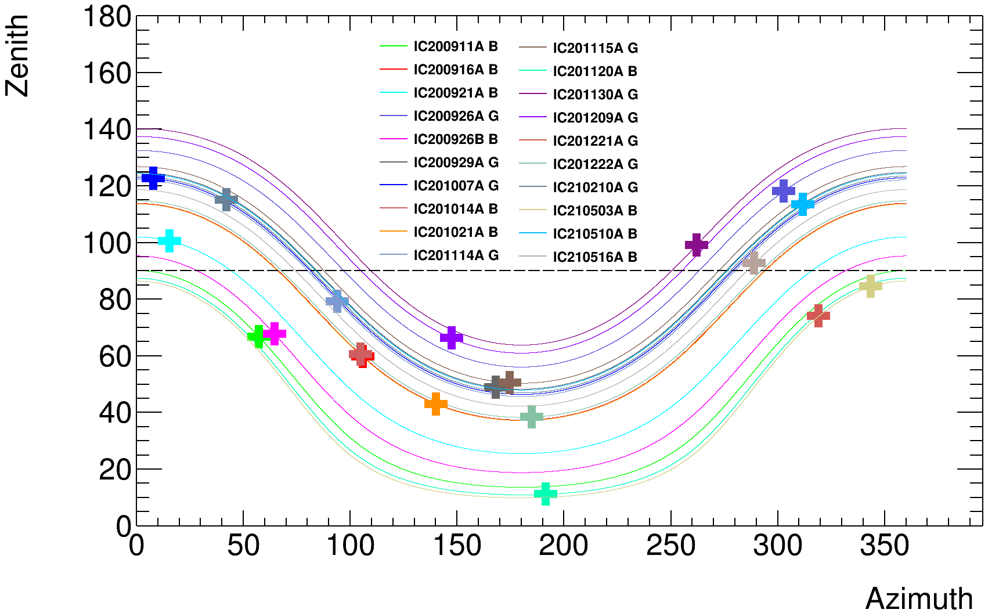 Zenith
180
160
140
120
100
80
60
40
20
0
IC200911A B
IC200916A B
IC200921A B
IC200926A G
IC200926B B
IC200929A G
IC201007A G
IC201014A B
IC201021A B
IC201114A G
IC201115A G
IC201120A B
IC201130A G
IC201209A G
IC201221A G
IC201222A G
IC210210A G
IC210503A B
IC210510A B
IC210516A B
0 50 100 150 200 250 300 350
Azimuth